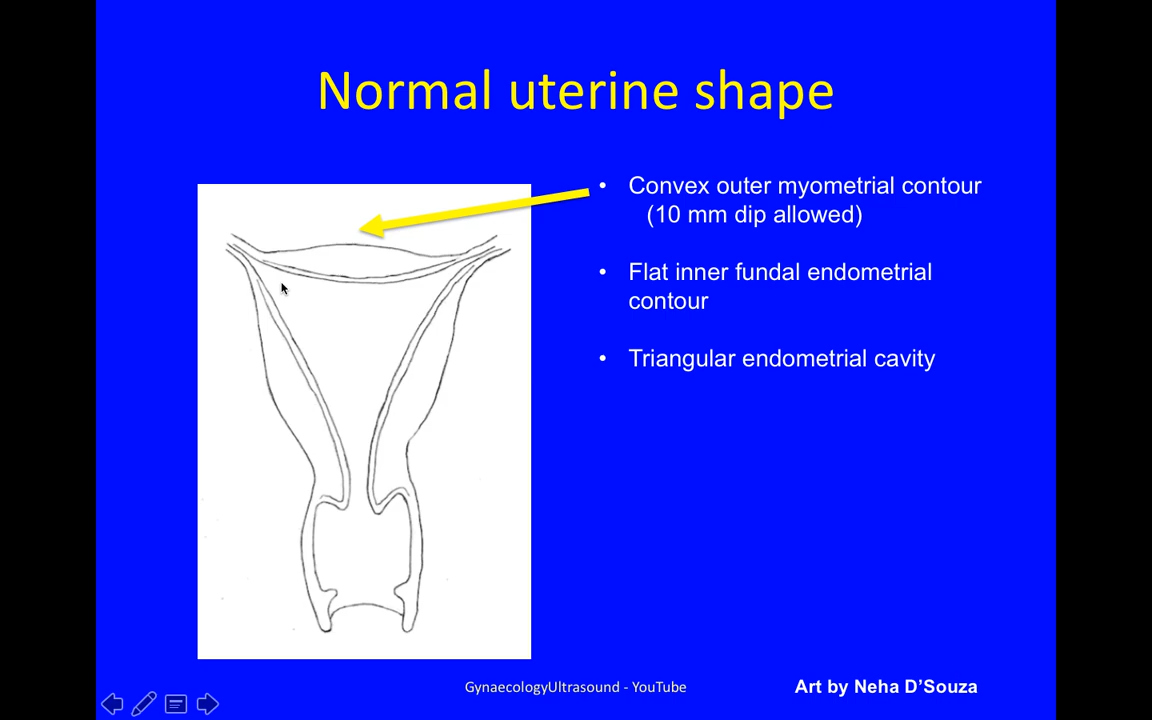 Normal uterine shape
• Convex outer myometrial contour
(10 mm dip allowed)
• Flat inner fundal endometrial
contour
• Triangular endometrial cavity
GynaecologyUltrasound - YouTube
Art by Neha D’Souza